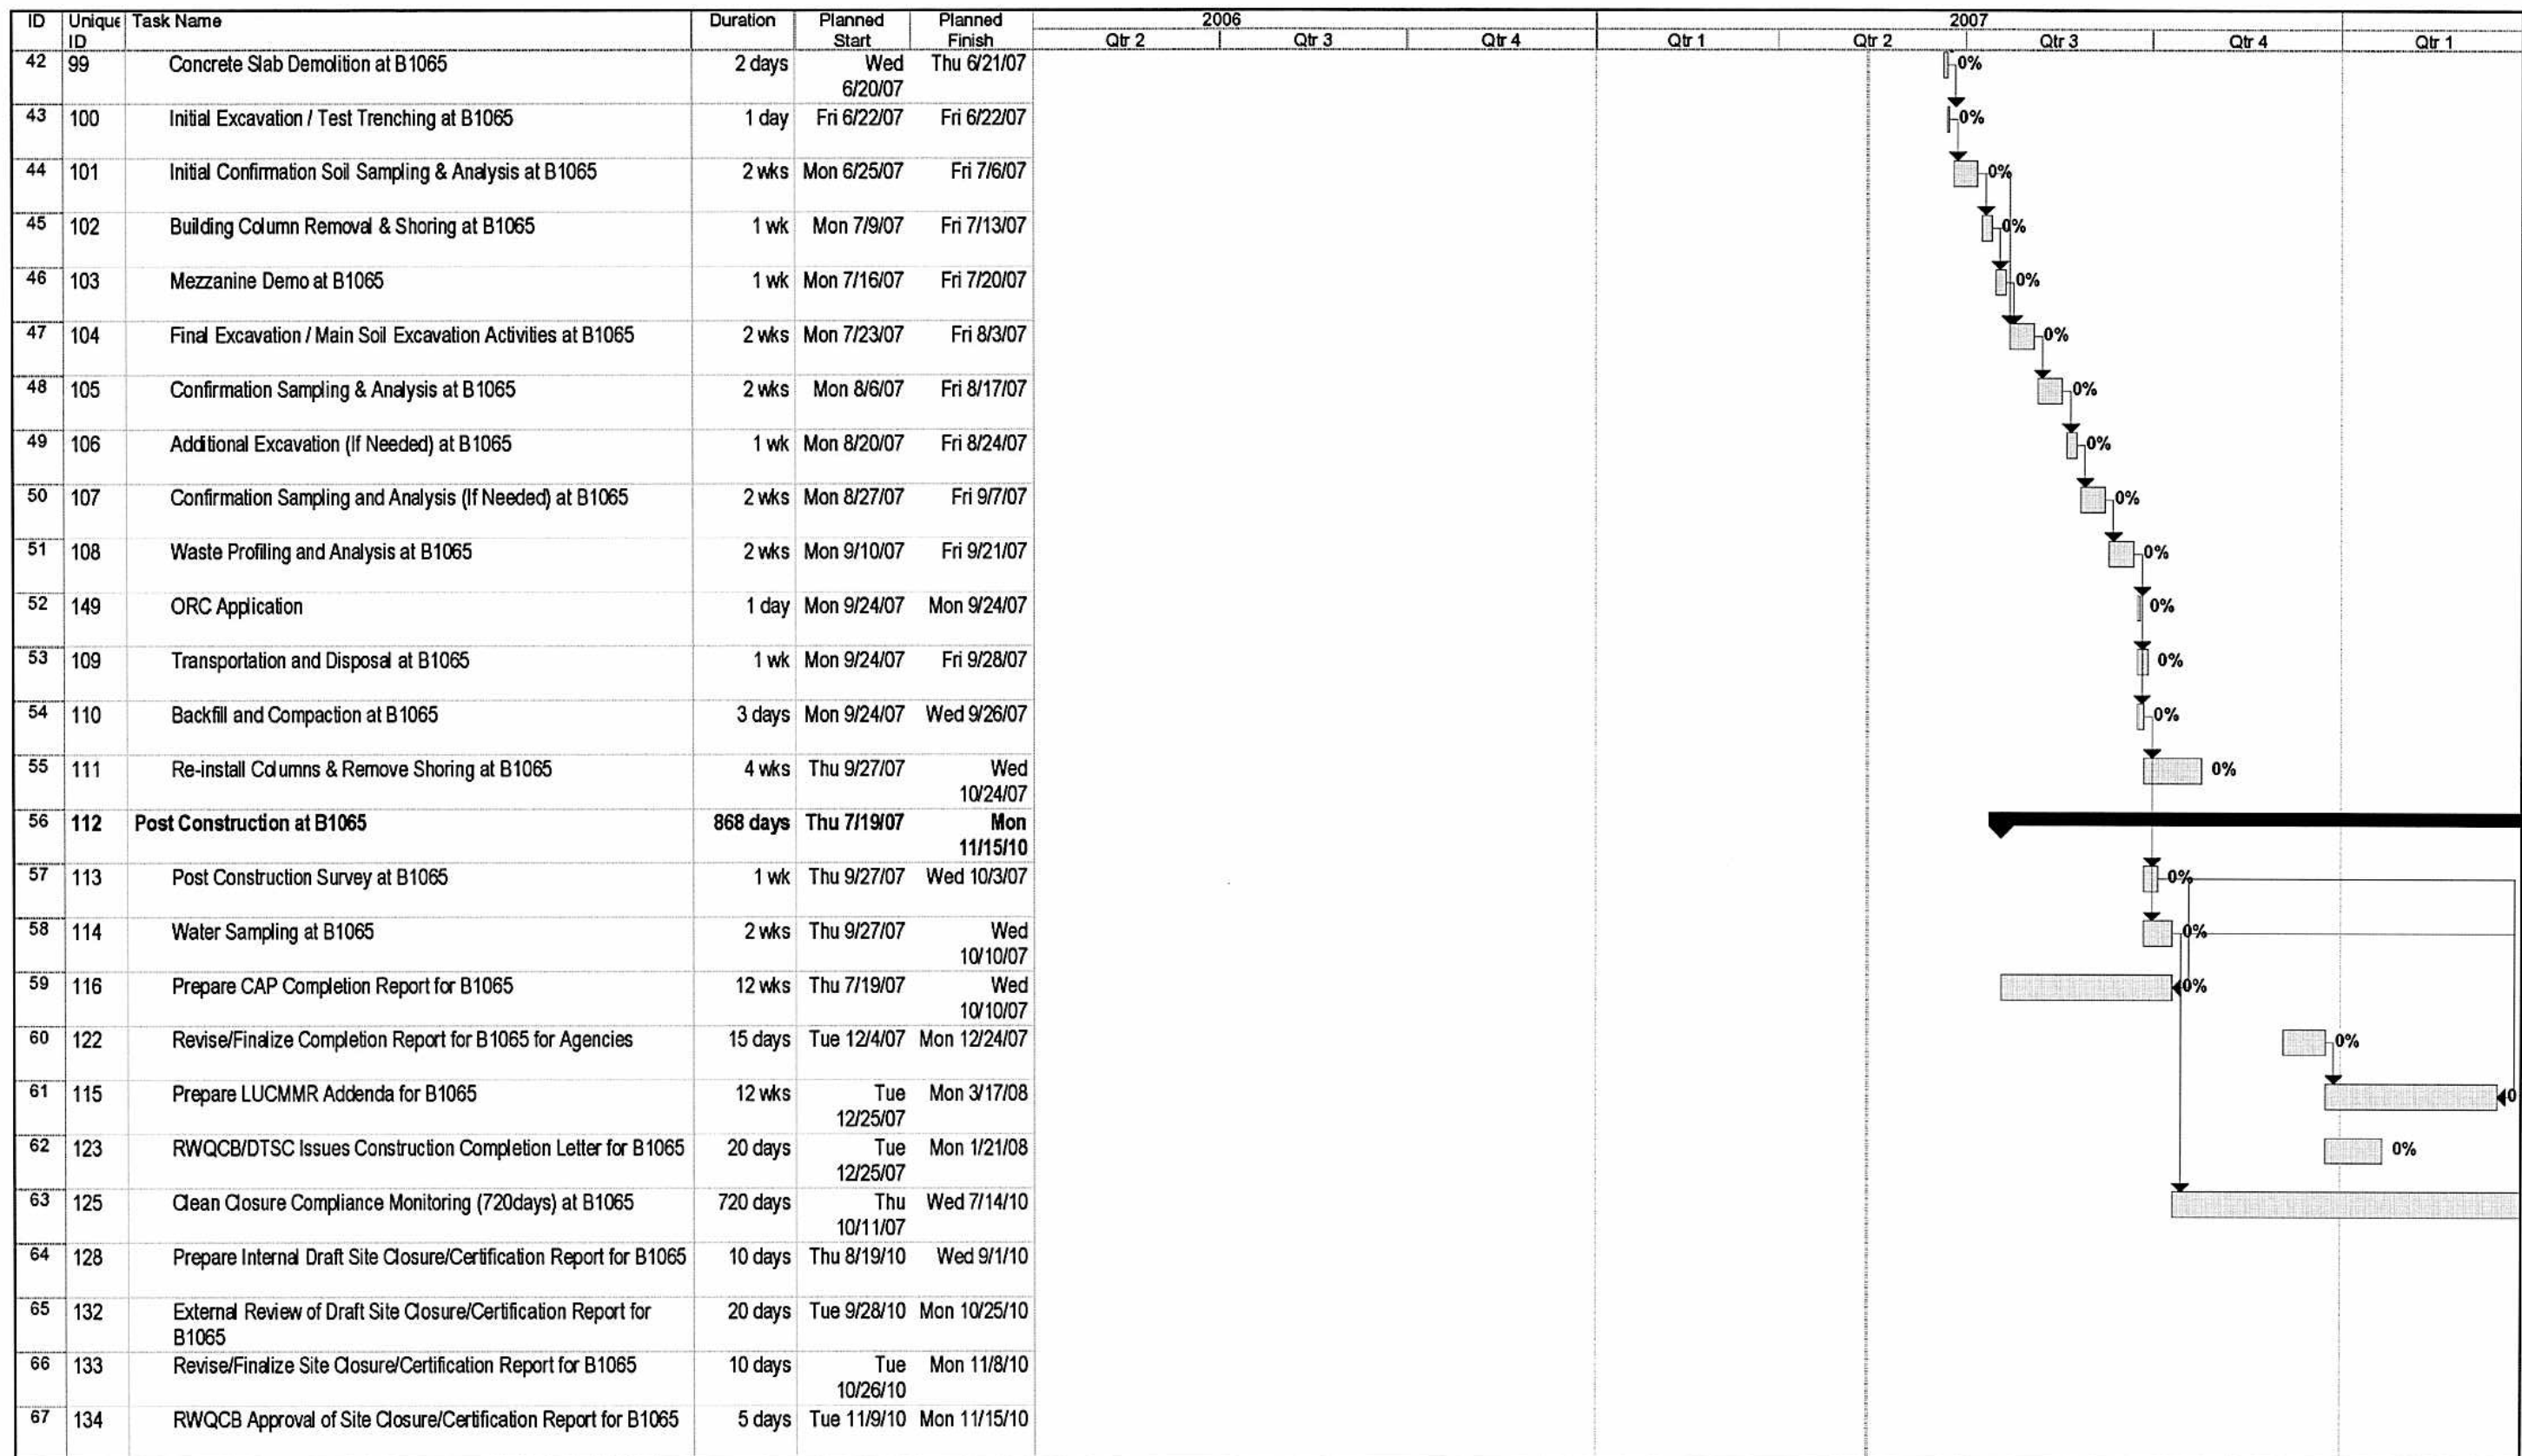 ID Unique ID Task Name Duration Planned Start Planned Finish 2006 2007
Qtr 2 Qtr 3 Qtr 4 Qtr 1 Qtr 2 Qtr 3 Qtr 4 Qtr 1
42 99 Concrete Slab Demolition at B1065 2 days Wed 6/20/07 Thu 6/21/07 0%
43 100 Initial Excavation / Test Trenching at B1065 1 day Fri 6/22/07 Fri 6/22/07 0%
44 101 Initial Confirmation Soil Sampling & Analysis at B1065 2 wks Mon 6/25/07 Fri 7/6/07 0%
45 102 Building Column Removal & Shoring at B1065 1 wk Mon 7/9/07 Fri 7/13/07 0%
46 103 Mezzanine Demo at B1065 1 wk Mon 7/16/07 Fri 7/20/07 0%
47 104 Final Excavation / Main Soil Excavation Activities at B1065 2 wks Mon 7/23/07 Fri 8/3/07 0%
48 105 Confirmation Sampling & Analysis at B1065 2 wks Mon 8/6/07 Fri 8/17/07 0%
49 106 Additional Excavation (If Needed) at B1065 1 wk Mon 8/20/07 Fri 8/24/07 0%
50 107 Confirmation Sampling and Analysis (If Needed) at B1065 2 wks Mon 8/27/07 Fri 9/7/07 0%
51 108 Waste Profiling and Analysis at B1065 2 wks Mon 9/10/07 Fri 9/21/07 0%
52 149 ORC Application 1 day Mon 9/24/07 Mon 9/24/07 0%
53 109 Transportation and Disposal at B1065 1 wk Mon 9/24/07 Fri 9/28/07 0%
54 110 Backfill and Compaction at B1065 3 days Mon 9/24/07 Wed 9/26/07 0%
55 111 Re-install Columns & Remove Shoring at B1065 4 wks Thu 9/27/07 Wed 10/24/07 0%
56 112 Post Construction at B1065 868 days Thu 7/19/07 Mon 11/15/10
57 113 Post Construction Survey at B1065 1 wk Thu 9/27/07 Wed 10/3/07 0%
58 114 Water Sampling at B1065 2 wks Thu 9/27/07 Wed 10/10/07 0%
59 116 Prepare CAP Completion Report for B1065 12 wks Thu 7/19/07 Wed 10/10/07 0%
60 122 Revise/Finalize Completion Report for B1065 for Agencies 15 days Tue 12/4/07 Mon 12/24/07 0%
61 115 Prepare LUCMMR Addenda for B1065 12 wks Tue 12/25/07 Mon 3/17/08 0
62 123 RWQCB/DTSC Issues Construction Completion Letter for B1065 20 days Tue 12/25/07 Mon 1/21/08 0%
63 125 Clean Closure Compliance Monitoring (720days) at B1065 720 days Thu 10/11/07 Wed 7/14/10
64 128 Prepare Internal Draft Site Closure/Certification Report for B1065 10 days Thu 8/19/10 Wed 9/1/10
65 132 External Review of Draft Site Closure/Certification Report for B1065 20 days Tue 9/28/10 Mon 10/25/10
66 133 Revise/Finalize Site Closure/Certification Report for B1065 10 days Tue 10/26/10 Mon 11/8/10
67 134 RWQCB Approval of Site Closure/Certification Report for B1065 5 days Tue 11/9/10 Mon 11/15/10